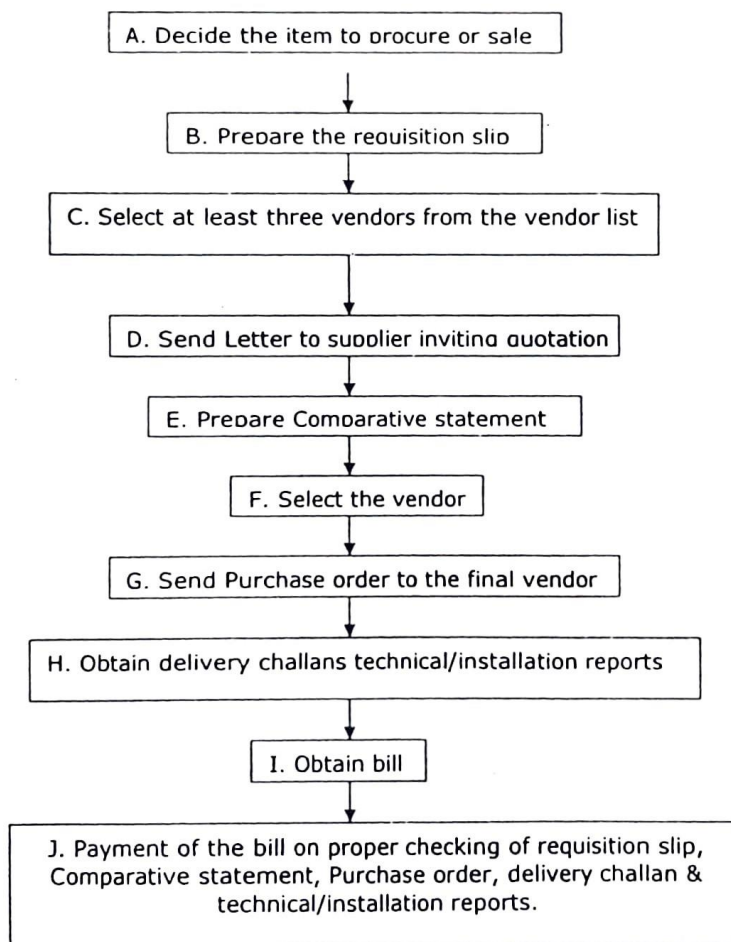 A. Decide the item to procure or sale
B. Prepare the requisition slip
C. Select at least three vendors from the vendor list
D. Send Letter to supplier inviting quotation
E. Prepare Comparative statement
F. Select the vendor
G. Send Purchase order to the final vendor
H. Obtain delivery challans technical/installation reports
I. Obtain bill
J. Payment of the bill on proper checking of requisition slip,
Comparative statement, Purchase order, delivery challan &
technical/installation reports.